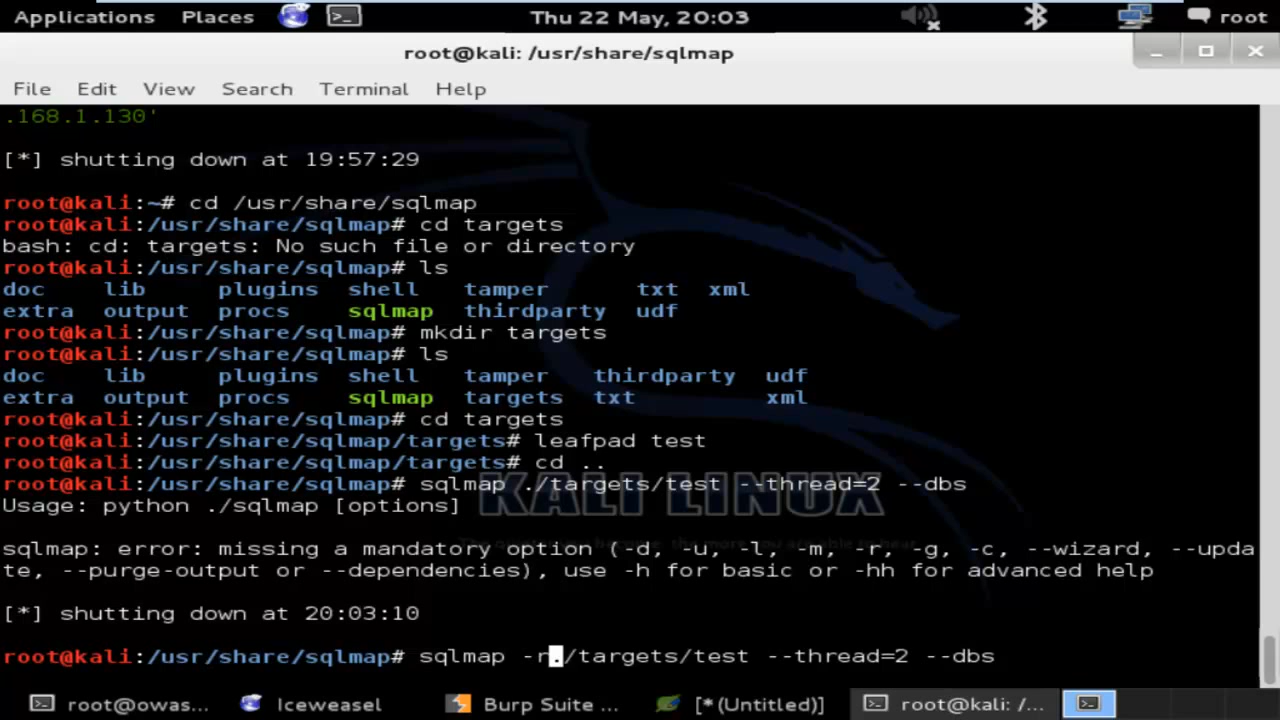 Applications Places Thu 22 May, 20:03 root
root@kali: /usr/share/sqlmap
File Edit View Search Terminal Help
.168.1.130'
[*] shutting down at 19:57:29
root@kali:~# cd /usr/share/sqlmap
root@kali:/usr/share/sqlmap# cd targets
bash: cd: targets: No such file or directory
root@kali:/usr/share/sqlmap# ls
doc lib plugins shell tamper txt xml
extra output procs sqlmap thirdparty udf
root@kali:/usr/share/sqlmap# mkdir targets
root@kali:/usr/share/sqlmap# ls
doc lib plugins shell tamper thirdparty udf
extra output procs sqlmap targets txt xml
root@kali:/usr/share/sqlmap# cd targets
root@kali:/usr/share/sqlmap/targets# leafpad test
root@kali:/usr/share/sqlmap/targets# cd ..
root@kali:/usr/share/sqlmap# sqlmap ./targets/test --thread=2 --dbs
KALI LINUX
Usage: python ./sqlmap [options]
sqlmap: error: missing a mandatory option (-d, -u, -l, -m, -r, -g, -c, --wizard, --upda
te, --purge-output or --dependencies), use -h for basic or -hh for advanced help
[*] shutting down at 20:03:10
root@kali:/usr/share/sqlmap# sqlmap -r./targets/test --thread=2 --dbs
root@owas... Iceweasel Burp Suite ... [*(Untitled)] root@kali: /...